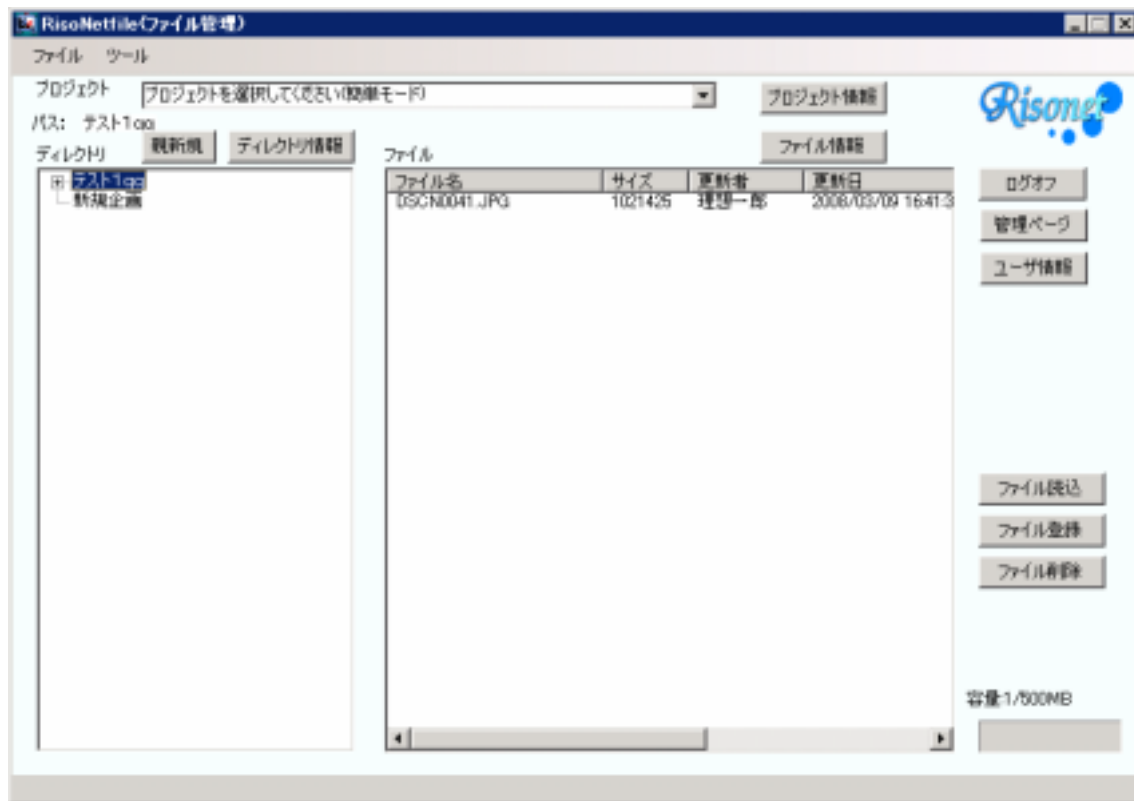 RisoNetfile(ファイル管理)
ファイル ツール
プロジェクト プロジェクトを選択してください(簡単モード) プロジェクト情報
Risonet
パス: テスト1qq
ディレクトリ 親新規 ディレクトリ情報 ファイル ファイル情報
ファイル名 サイズ 更新者 更新日
テスト1qq
新規企画
DSCN0041.JPG 1021425 理想一郎 2008/03/09 16:41:3
ログオフ
管理ページ
ユーザ情報
ファイル読込
ファイル登録
ファイル削除
容量:1/500MB